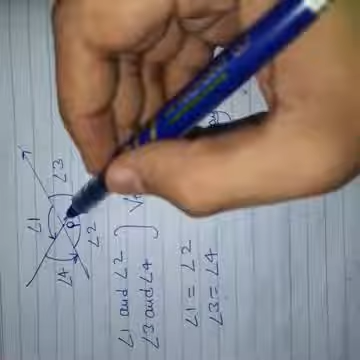 ∠1
∠3
∠4
∠2
∠1 and ∠2
∠3 and ∠4
∠1 = ∠2
∠3 = ∠4